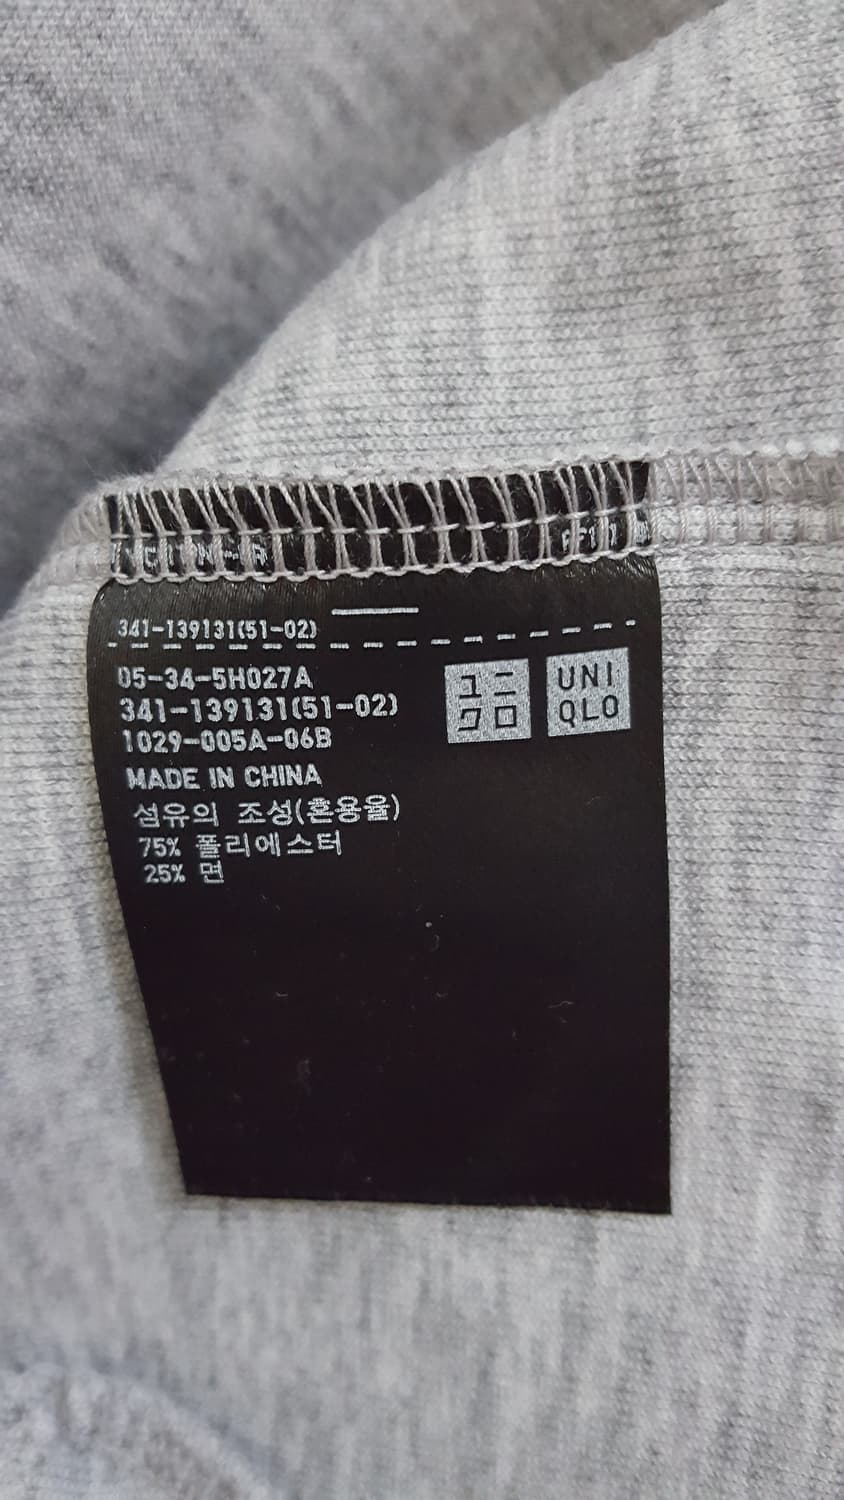 341-139131(51-02)
05-34-5H027A
341-139131(51-02)
1029-005A-06B
MADE IN CHINA
섬유의 조성(혼용율)
75% 폴리에스터
25% 면
ユニ
クロ
UNI
QLO